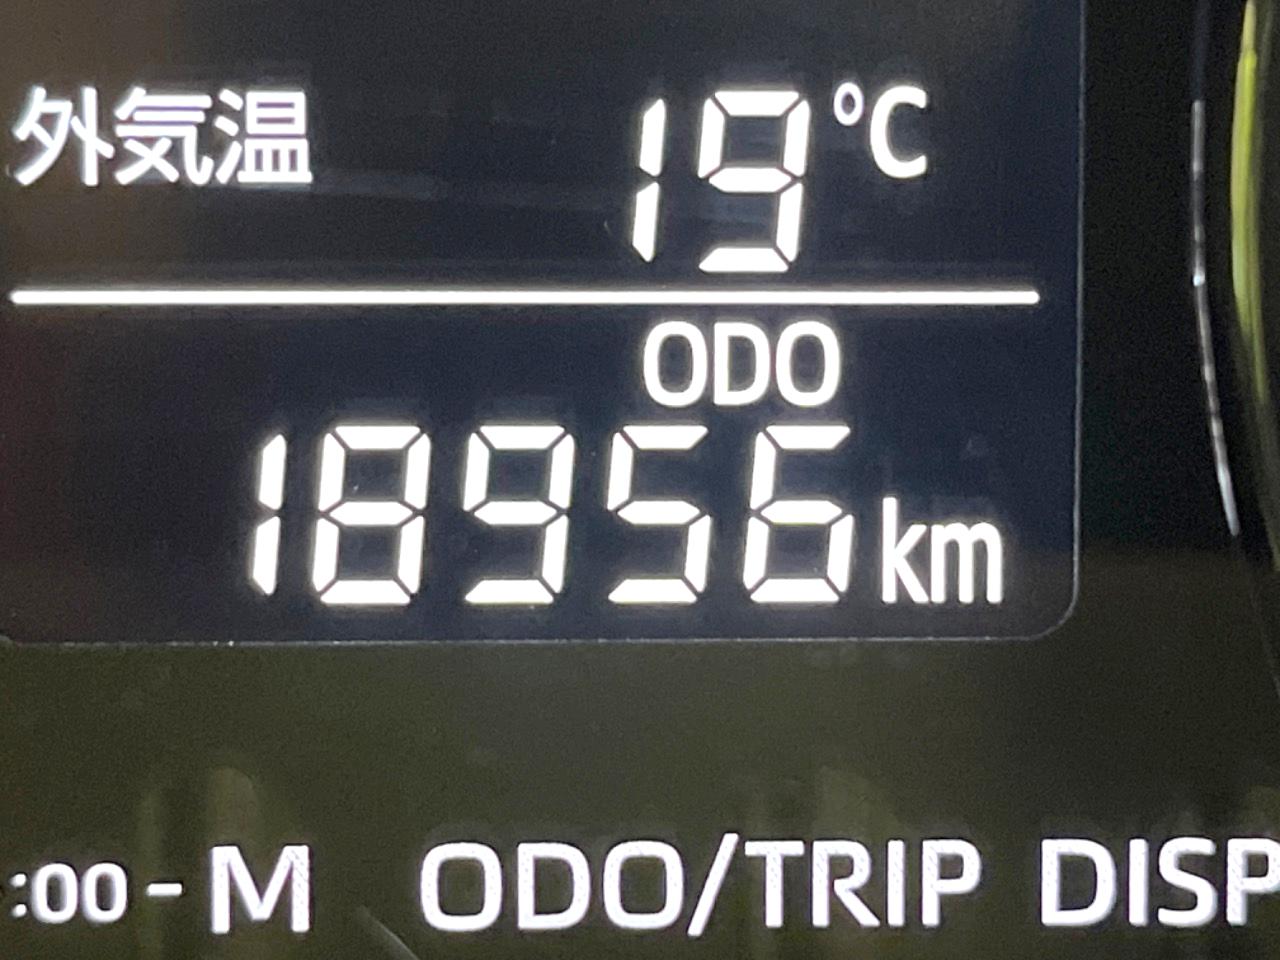 外気温 19℃
ODO
18956km
:00-M ODO/TRIP DISP